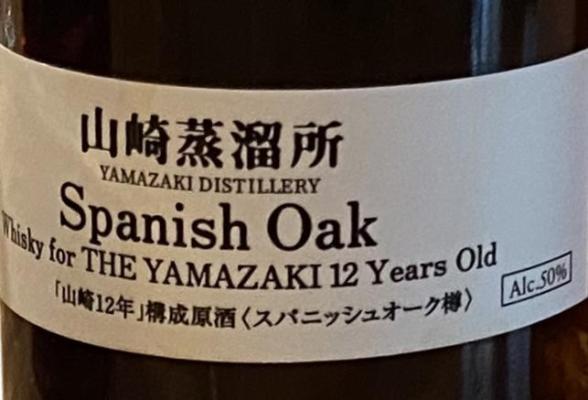 山崎蒸溜所
YAMAZAKI DISTILLERY
Spanish Oak
Whisky for THE YAMAZAKI 12 Years Old
「山崎12年」構成原酒〈スパニッシュオーク樽〉
Alc.50%